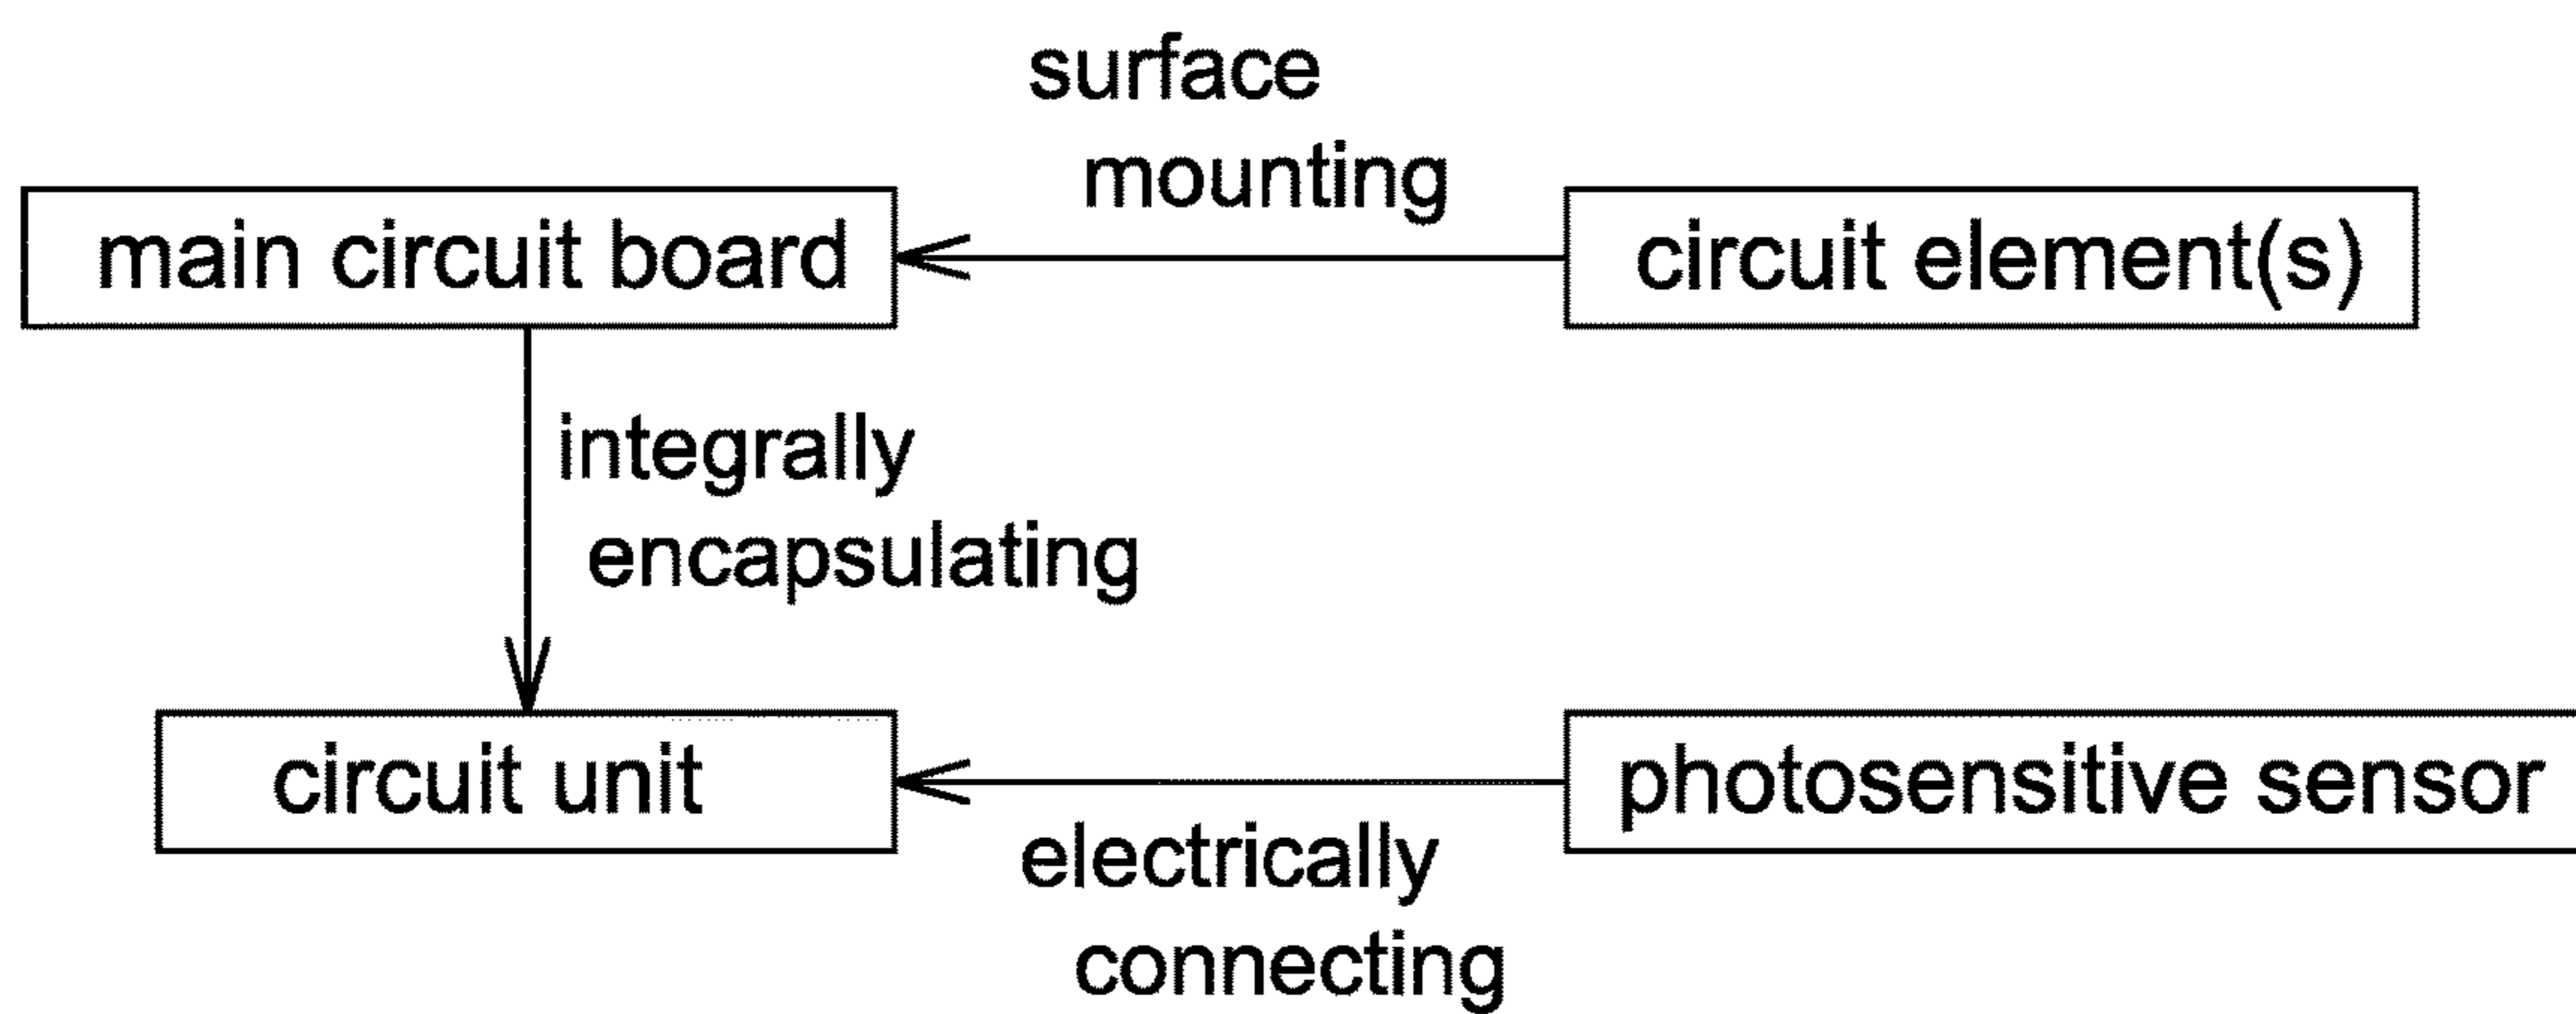 surface
mounting
main circuit board
circuit element(s)
integrally
encapsulating
circuit unit
photosensitive sensor
electrically
connecting